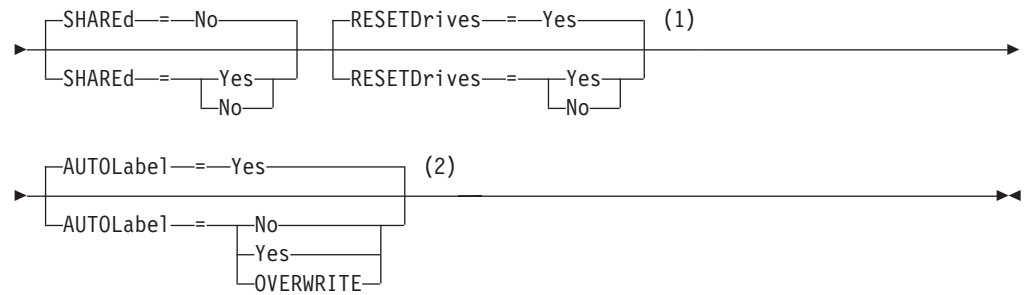 SHAREd = No RESETDrives = Yes (1)
SHAREd = Yes RESETDrives = Yes
No No
AUTOLabel = Yes (2)
AUTOLabel = No
Yes
OVERWRITE